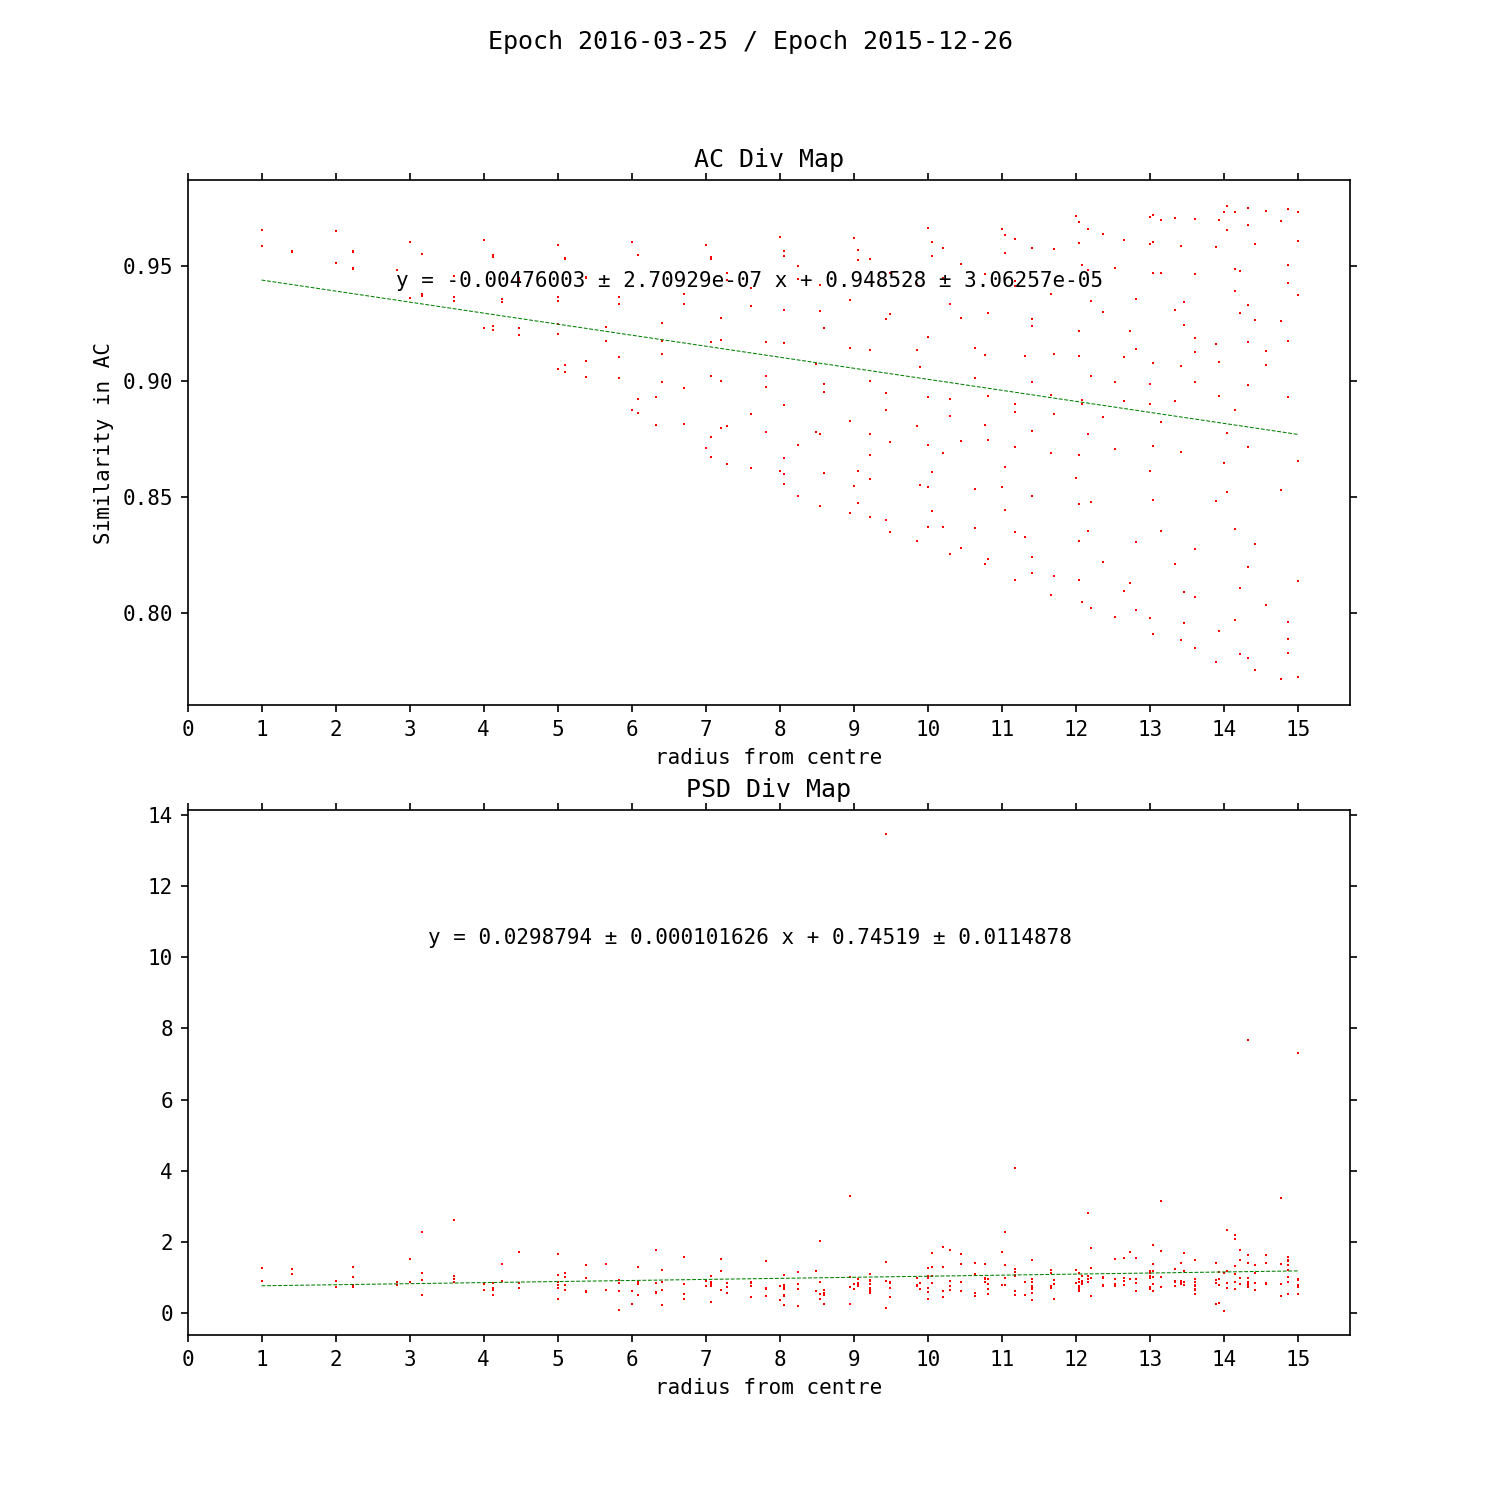 Epoch 2016-03-25 / Epoch 2015-12-26
AC Div Map
Similarity in AC
0.95
0.90
0.85
0.80
y = -0.00476003 ± 2.70929e-07 x + 0.948528 ± 3.06257e-05
0 1 2 3 4 5 6 7 8 9 10 11 12 13 14 15
radius from centre
PSD Div Map
14
12
10
8
6
4
2
0
y = 0.0298794 ± 0.000101626 x + 0.74519 ± 0.0114878
0 1 2 3 4 5 6 7 8 9 10 11 12 13 14 15
radius from centre